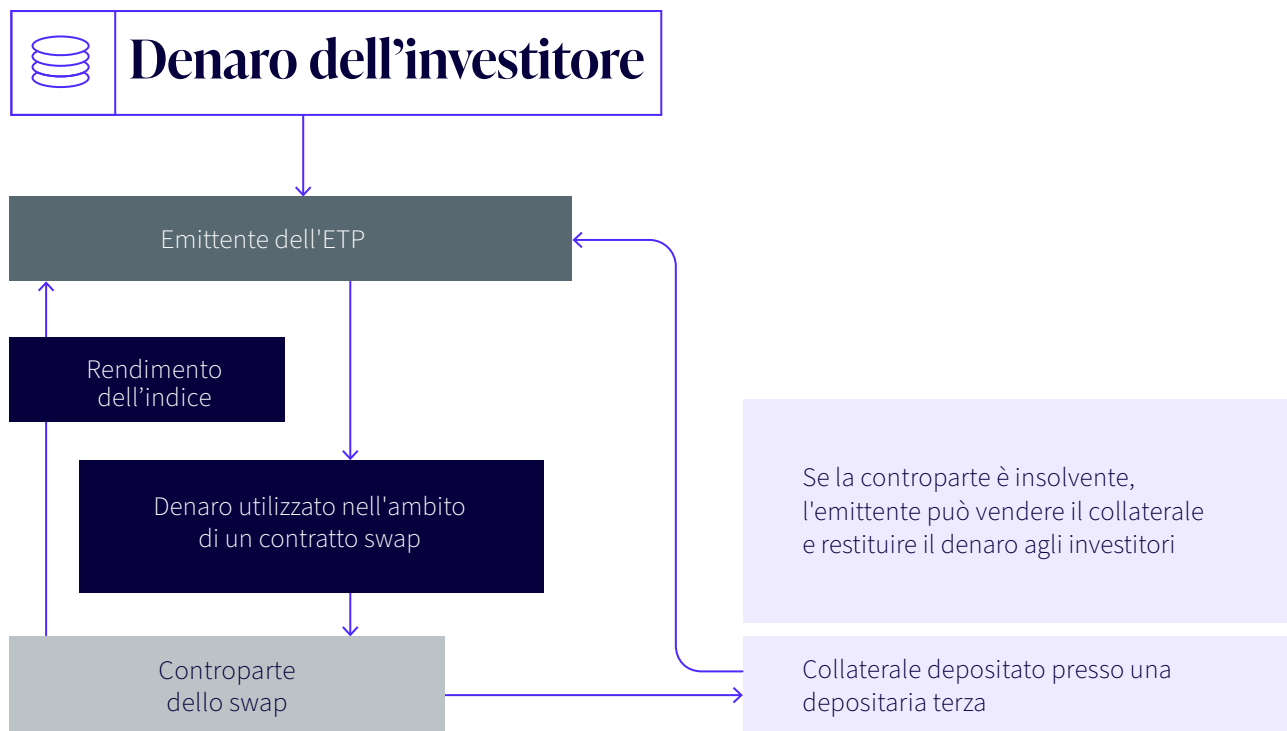 Denaro dell’investitore
Emittente dell'ETP
Rendimento
dell’indice
Denaro utilizzato nell'ambito
di un contratto swap
Se la controparte è insolvente,
l'emittente può vendere il collaterale
e restituire il denaro agli investitori
Controparte
dello swap
Collaterale depositato presso una
depositaria terza